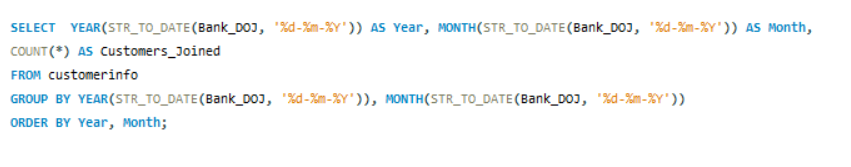 SELECT  YEAR(STR_TO_DATE(Bank_DOJ, '%d-%m-%Y')) AS Year, MONTH(STR_TO_DATE(Bank_DOJ, '%d-%m-%Y')) AS Month,
COUNT(*) AS Customers_Joined
FROM customerinfo
GROUP BY YEAR(STR_TO_DATE(Bank_DOJ, '%d-%m-%Y')), MONTH(STR_TO_DATE(Bank_DOJ, '%d-%m-%Y'))
ORDER BY Year, Month;